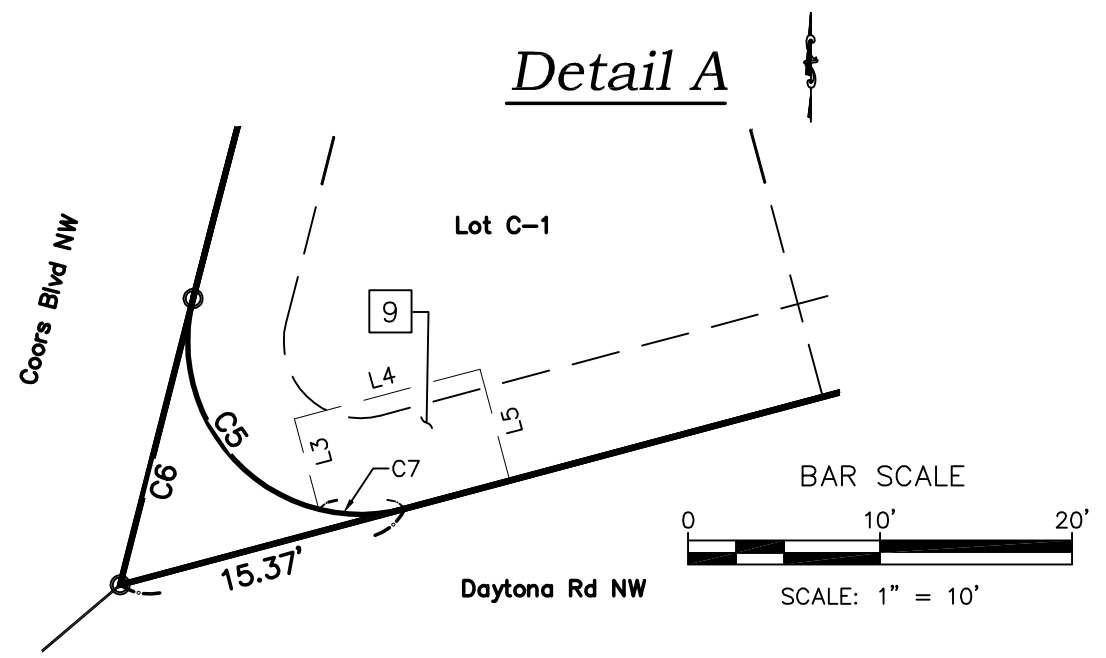 Detail A
Coors Blvd NW
Lot C-1
9
L4
L3
L5
C5
C7
C6
15.37'
Daytona Rd NW
BAR SCALE
0 10' 20'
SCALE: 1" = 10'